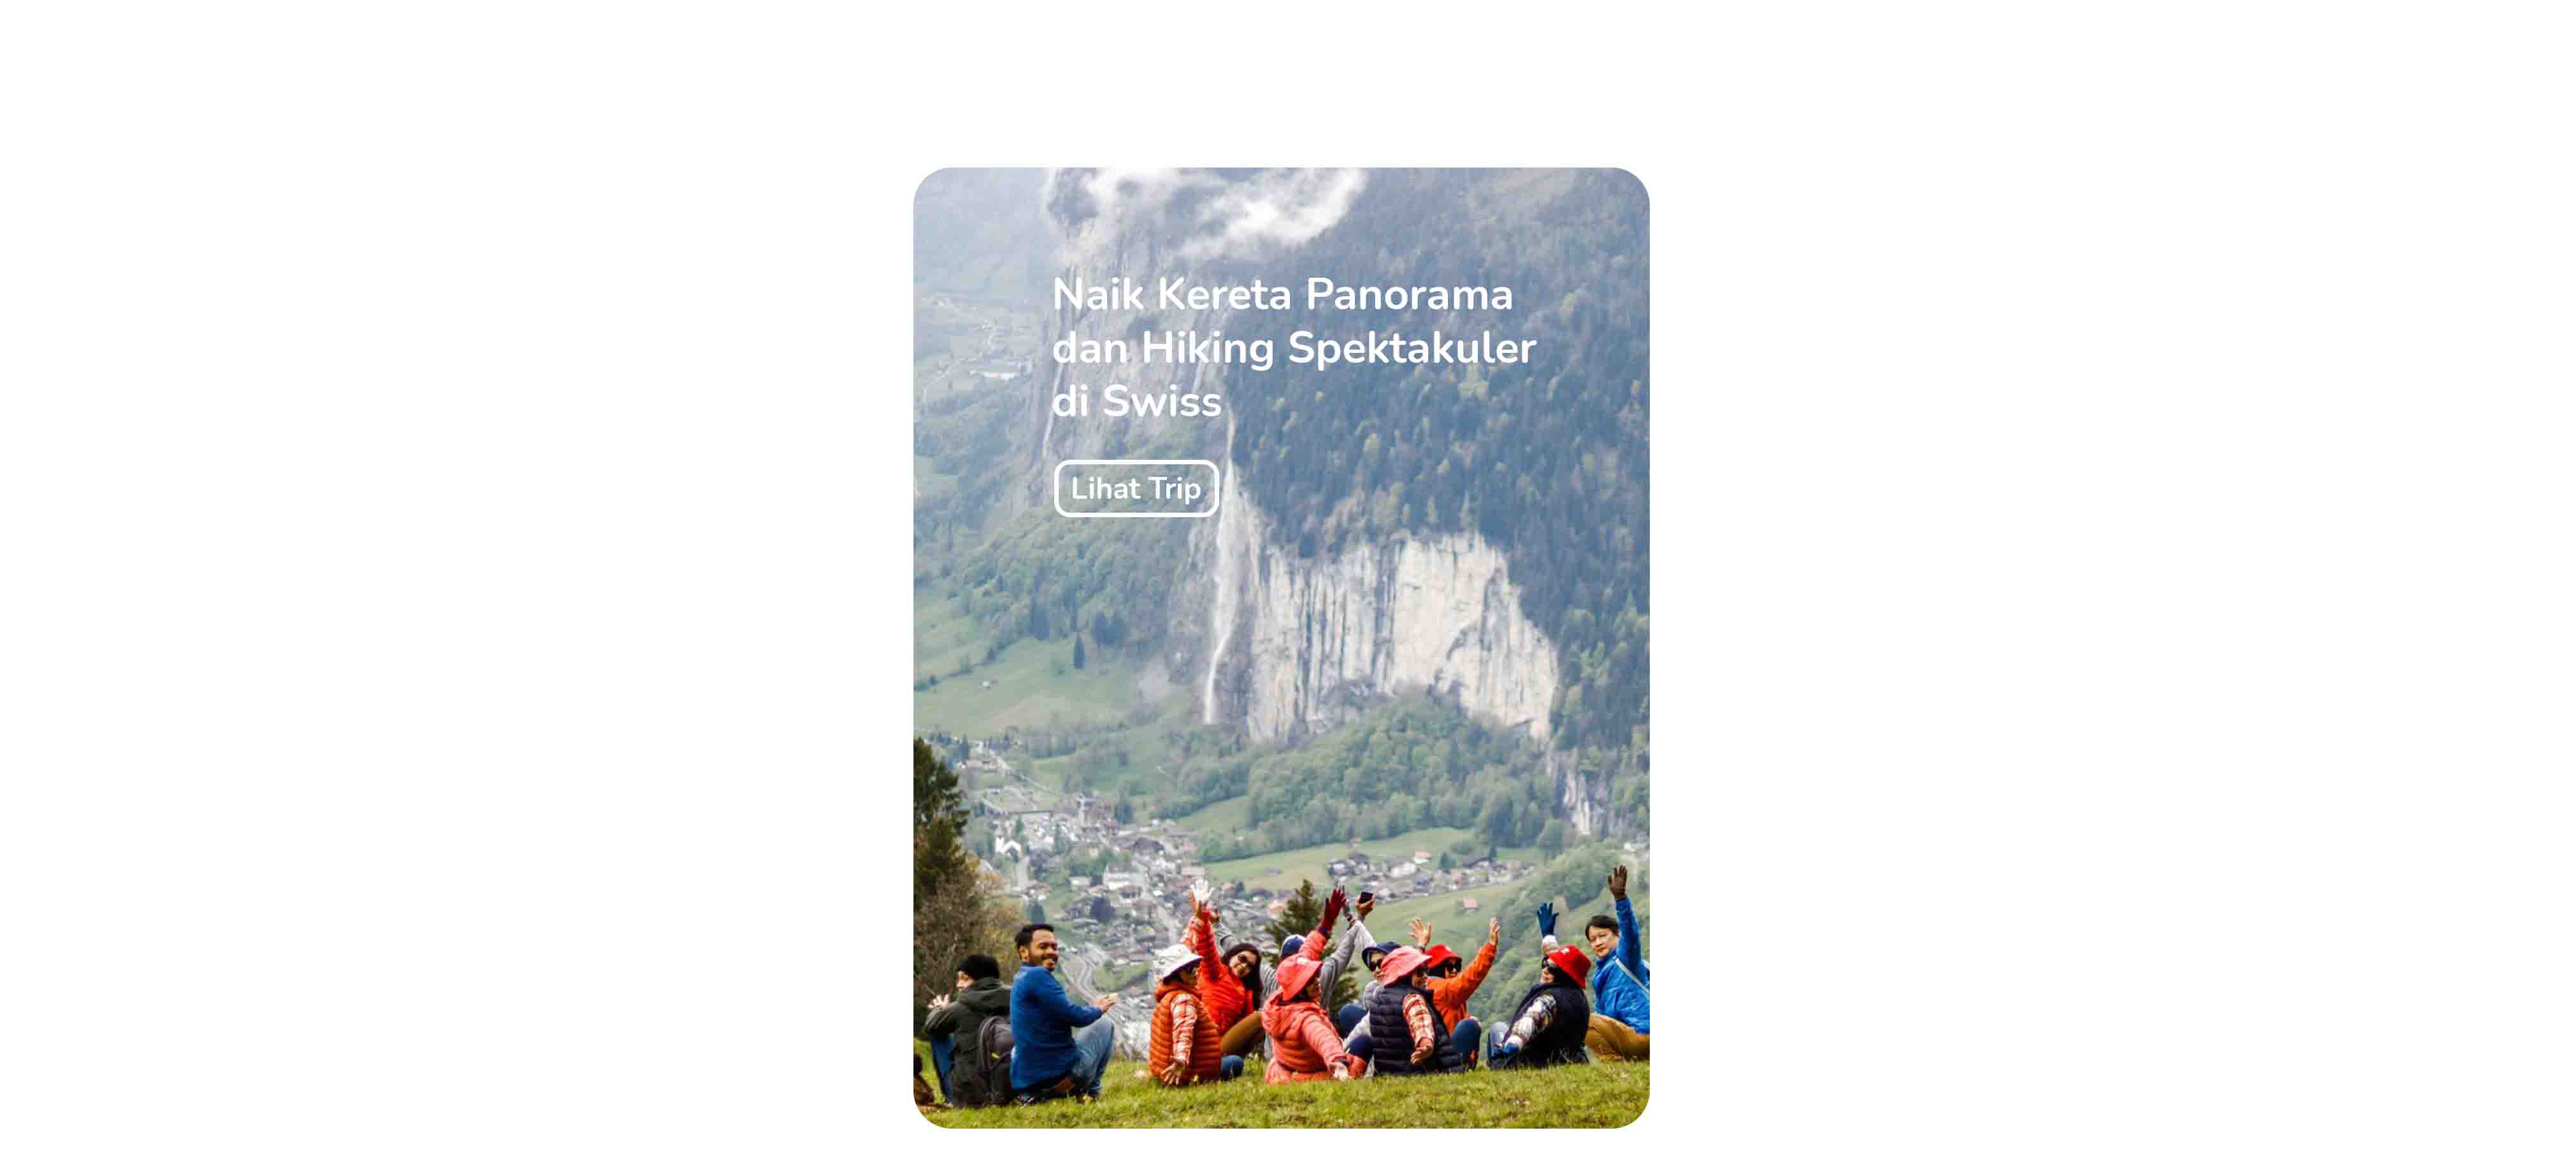 Naik Kereta Panorama
dan Hiking Spektakuler
di Swiss
Lihat Trip